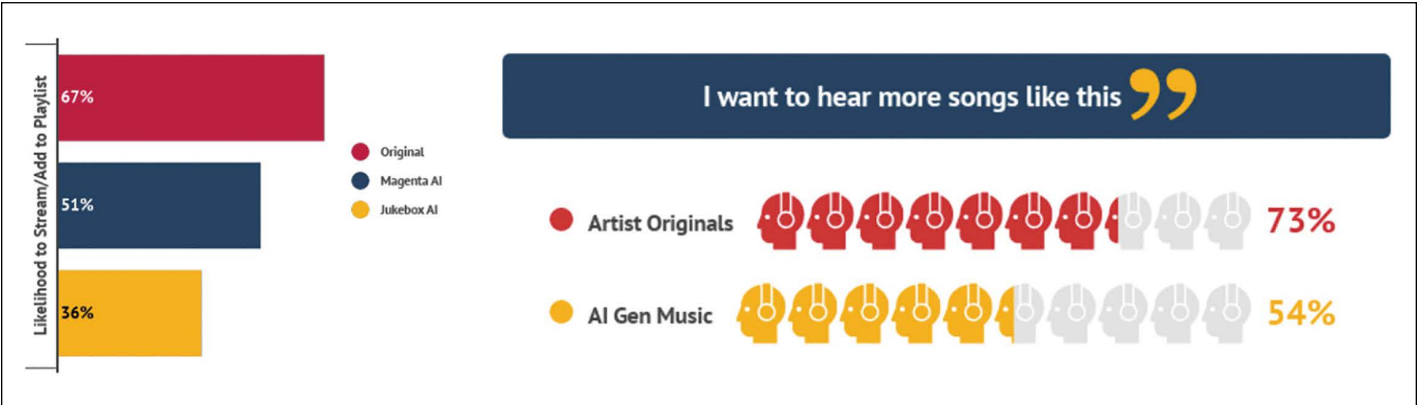 Likelihood to Stream/Add to Playlist
67%
51%
36%
Original
Magenta AI
Jukebox AI
I want to hear more songs like this ”
Artist Originals 73%
AI Gen Music 54%